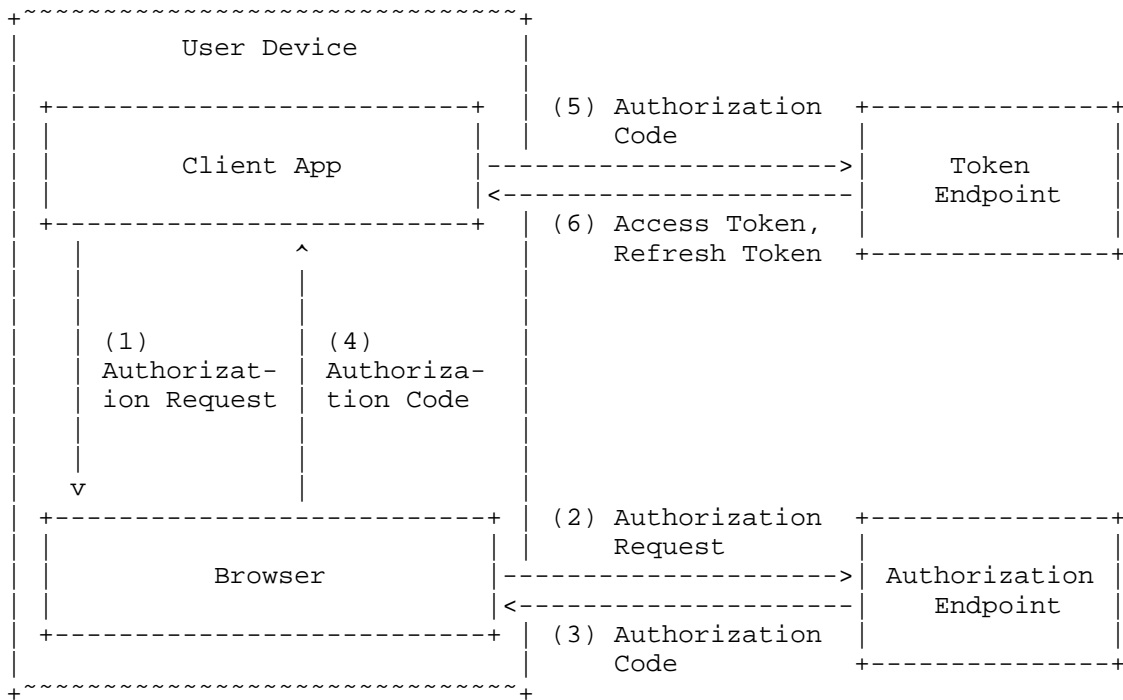 User Device
(5) Authorization
Code
Client App
Token
Endpoint
(6) Access Token,
Refresh Token
(1)
Authorizat-
ion Request
(4)
Authoriza-
tion Code
(2) Authorization
Request
Browser
Authorization
Endpoint
(3) Authorization
Code